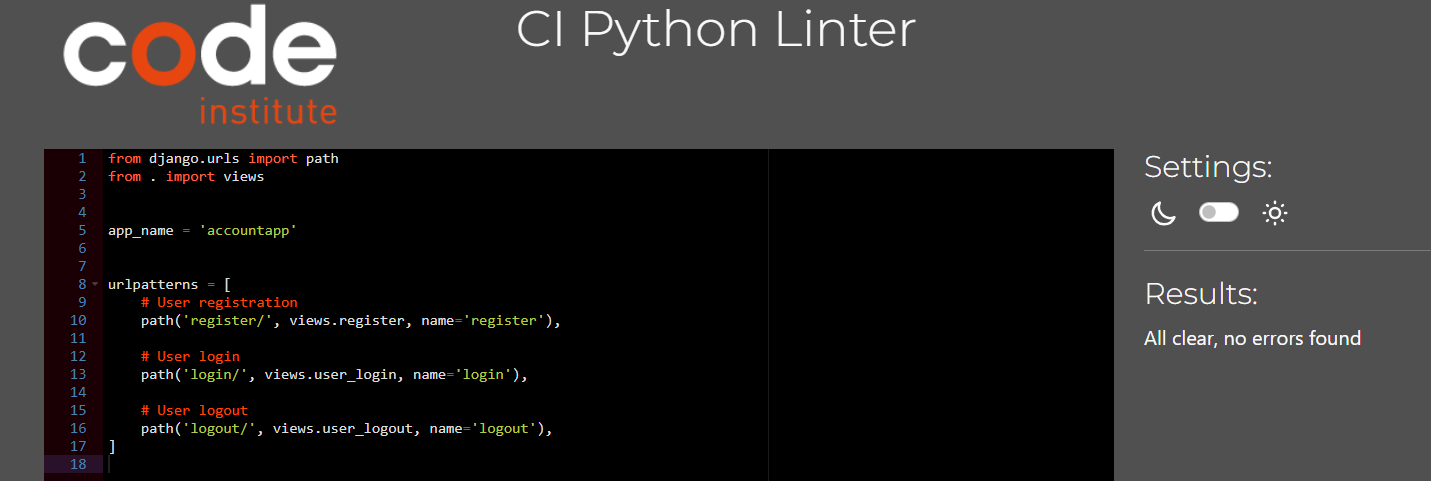 code
institute
CI Python Linter
1 from django.urls import path
2 from . import views
3
4
5 app_name = 'accountapp'
6
7
8 urlpatterns = [
9     # User registration
10     path('register/', views.register, name='register'),
11
12     # User login
13     path('login/', views.user_login, name='login'),
14
15     # User logout
16     path('logout/', views.user_logout, name='logout'),
17 ]
18
Settings:
Results:
All clear, no errors found